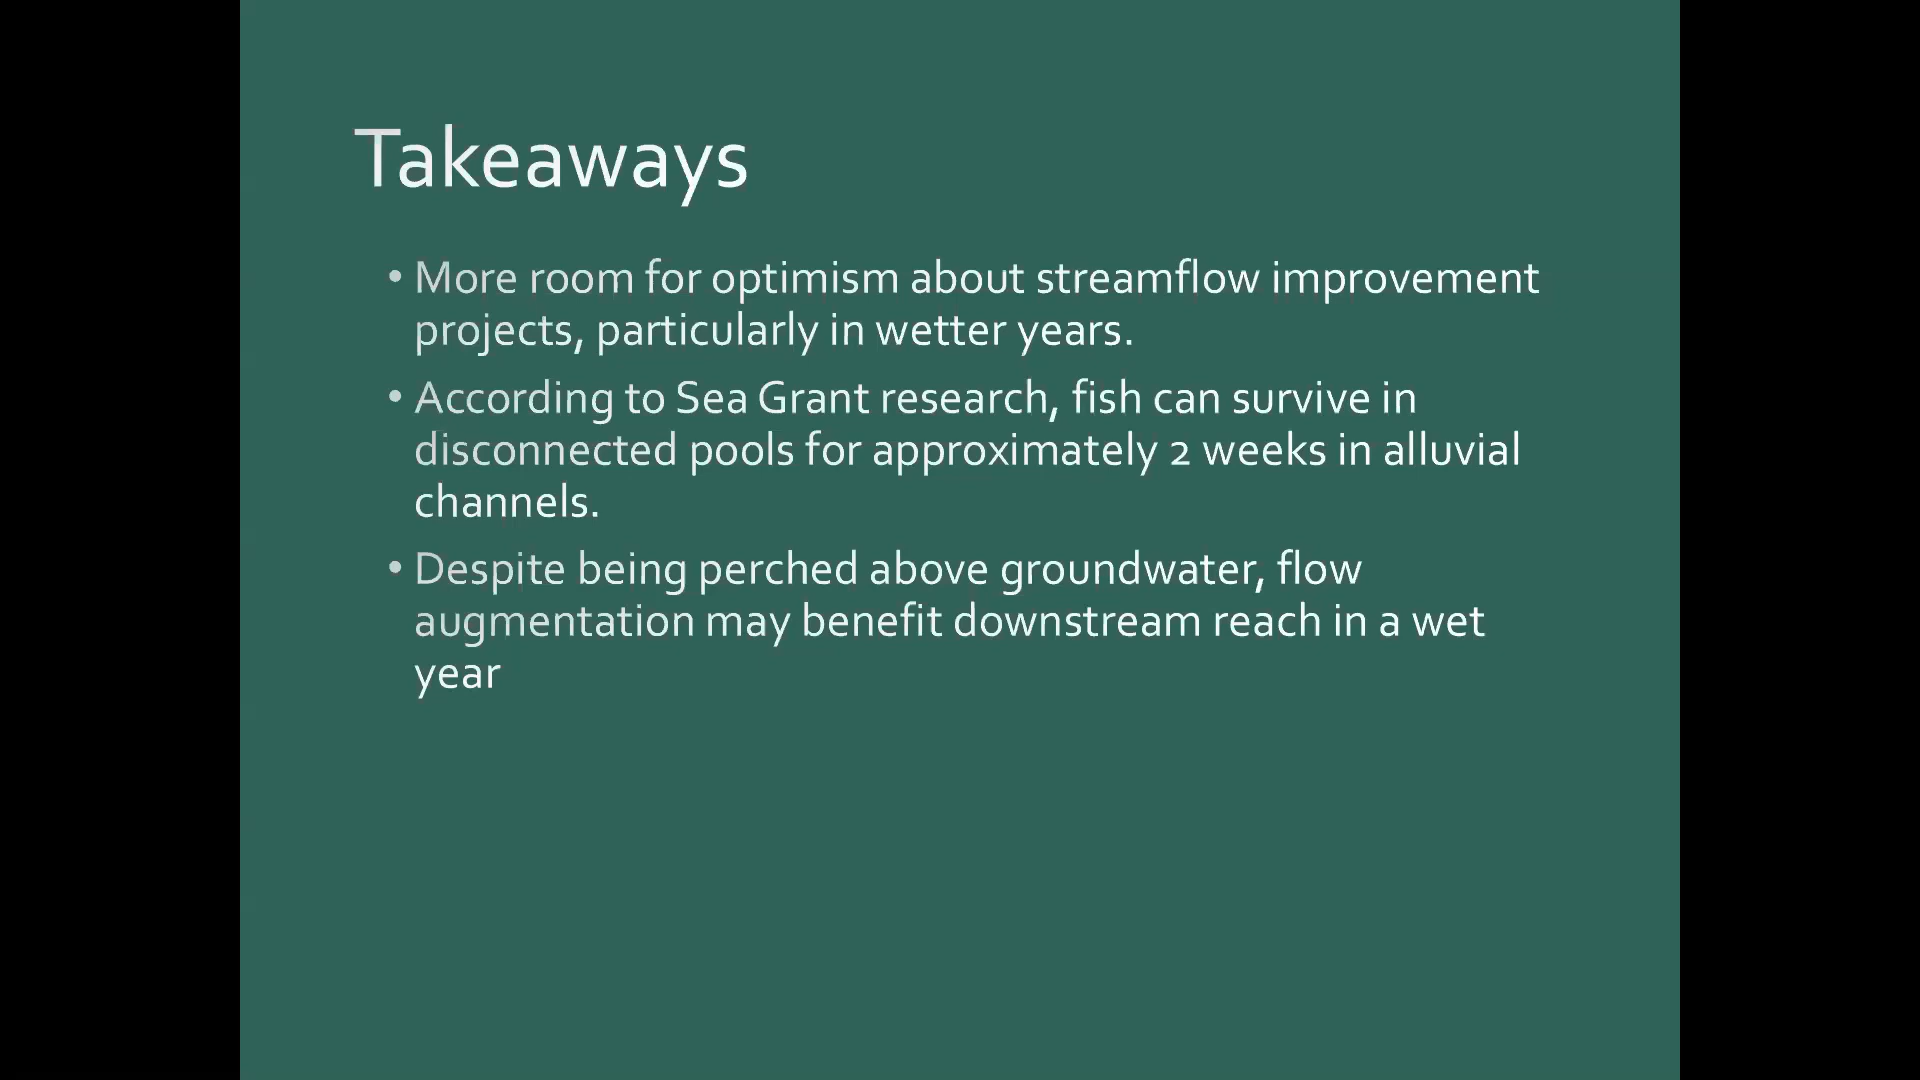 Takeaways
• More room for optimism about streamflow improvement
projects, particularly in wetter years.
• According to Sea Grant research, fish can survive in
disconnected pools for approximately 2 weeks in alluvial
channels.
• Despite being perched above groundwater, flow
augmentation may benefit downstream reach in a wet
year